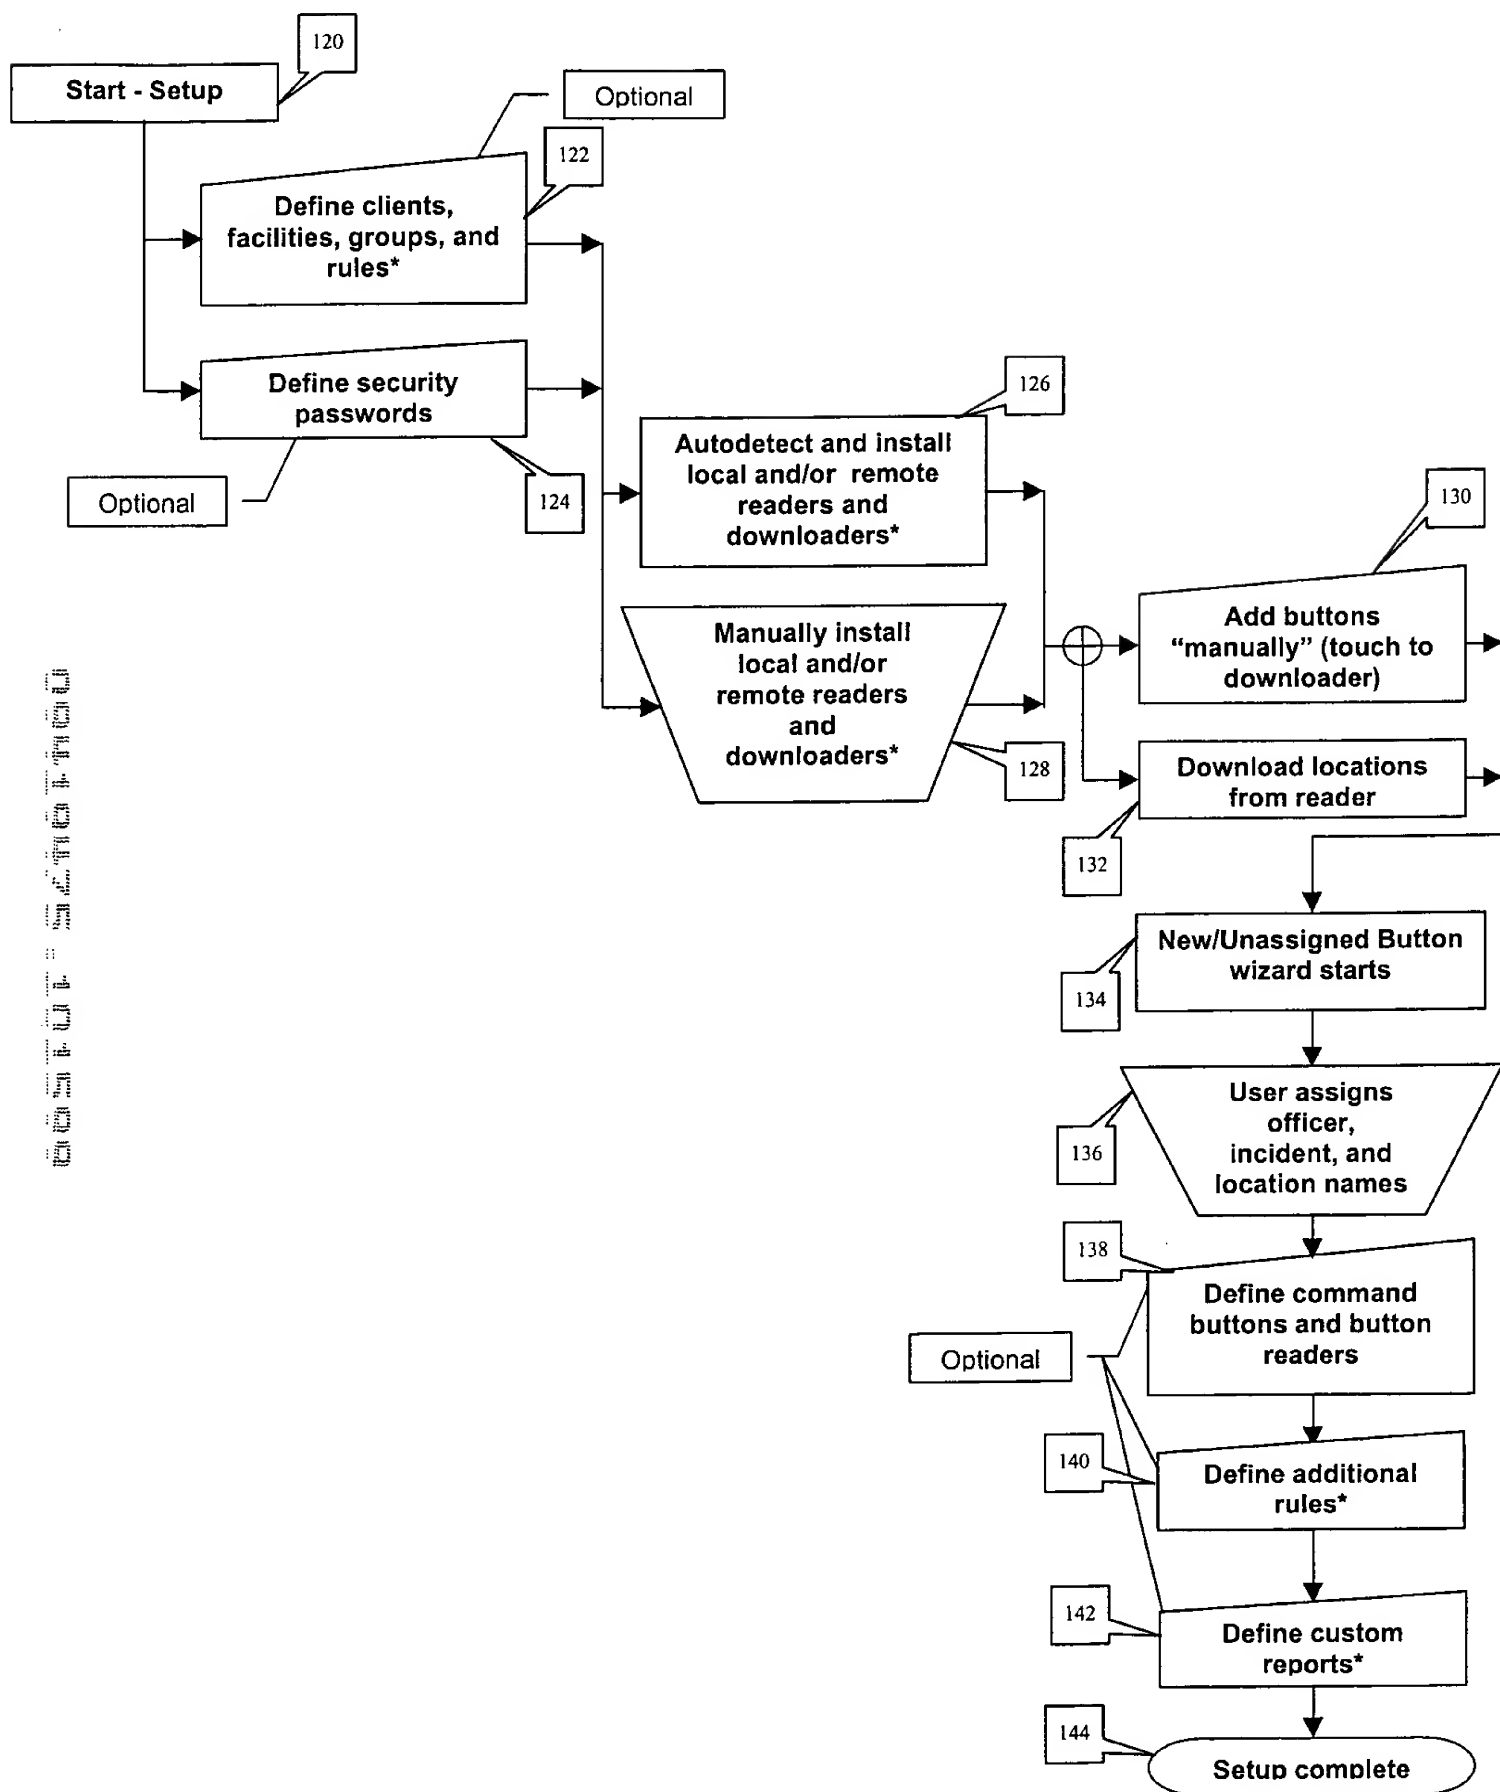 120
Start - Setup
Optional
122
Define clients,
facilities, groups, and
rules*
Define security
passwords
Optional
124
126
Autodetect and install
local and/or remote
readers and
downloaders*
130
Manually install
local and/or
remote readers
and
downloaders*
128
Add buttons
“manually” (touch to
downloader)
Download locations
from reader
132
New/Unassigned Button
wizard starts
134
User assigns
officer,
incident, and
location names
136
138
Define command
buttons and button
readers
Optional
140
Define additional
rules*
142
Define custom
reports*
144
Setup complete